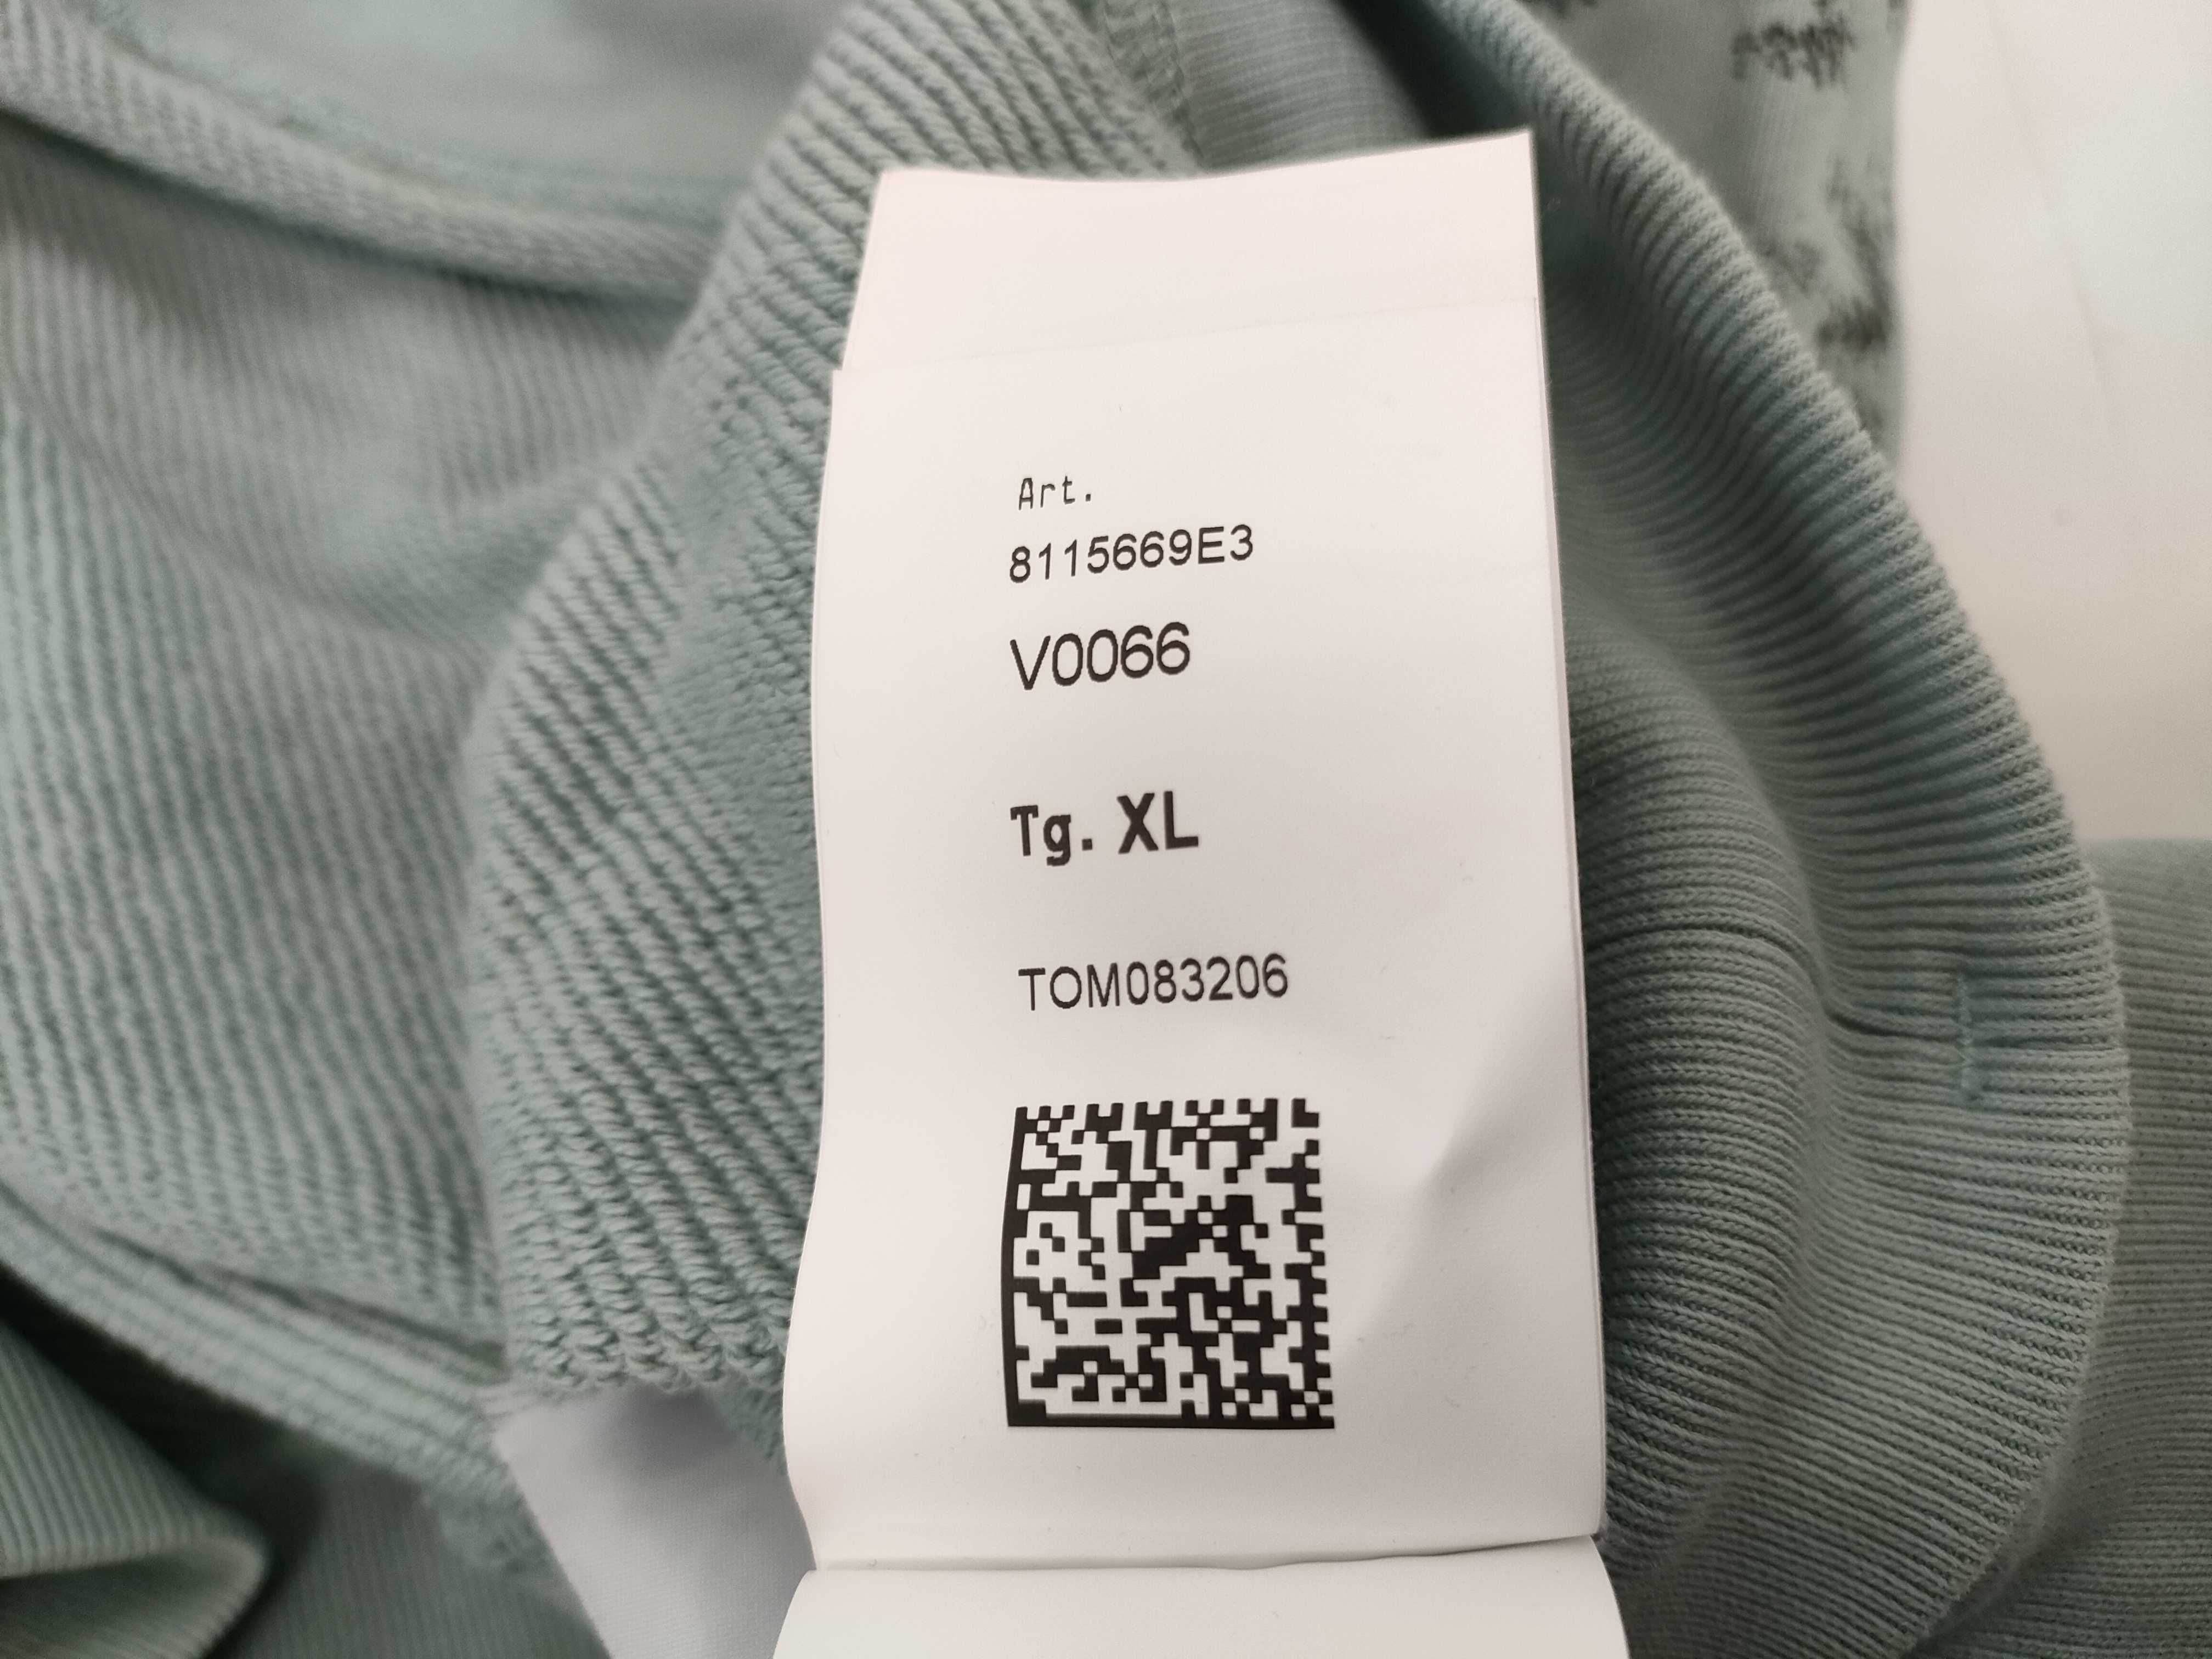 Art.
8115669E3
V0066
Tg. XL
TOM083206